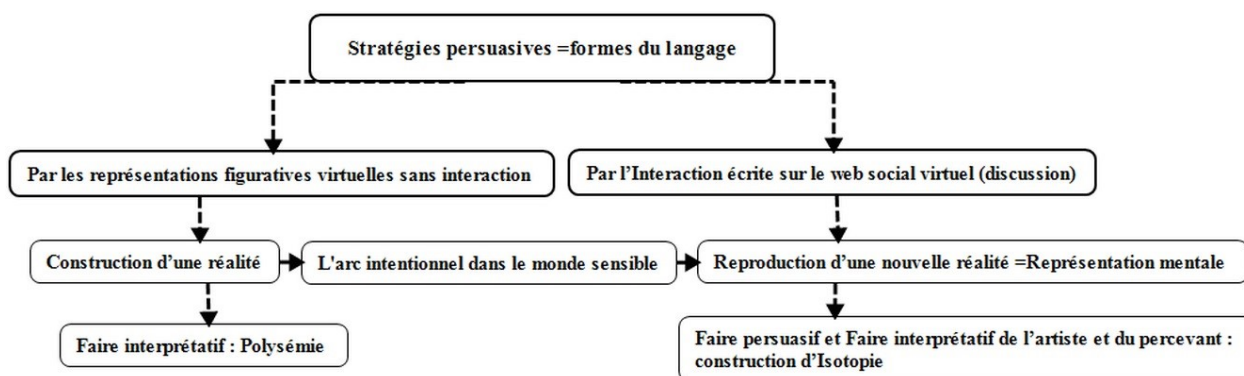 Stratégies persuasives =formes du langage
Par les représentations figuratives virtuelles sans interaction
Par l’Interaction écrite sur le web social virtuel (discussion)
Construction d’une réalité
L'arc intentionnel dans le monde sensible
Reproduction d’une nouvelle réalité =Représentation mentale
Faire interprétatif : Polysémie
Faire persuasif et Faire interprétatif de l’artiste et du percevant :
construction d’Isotopie